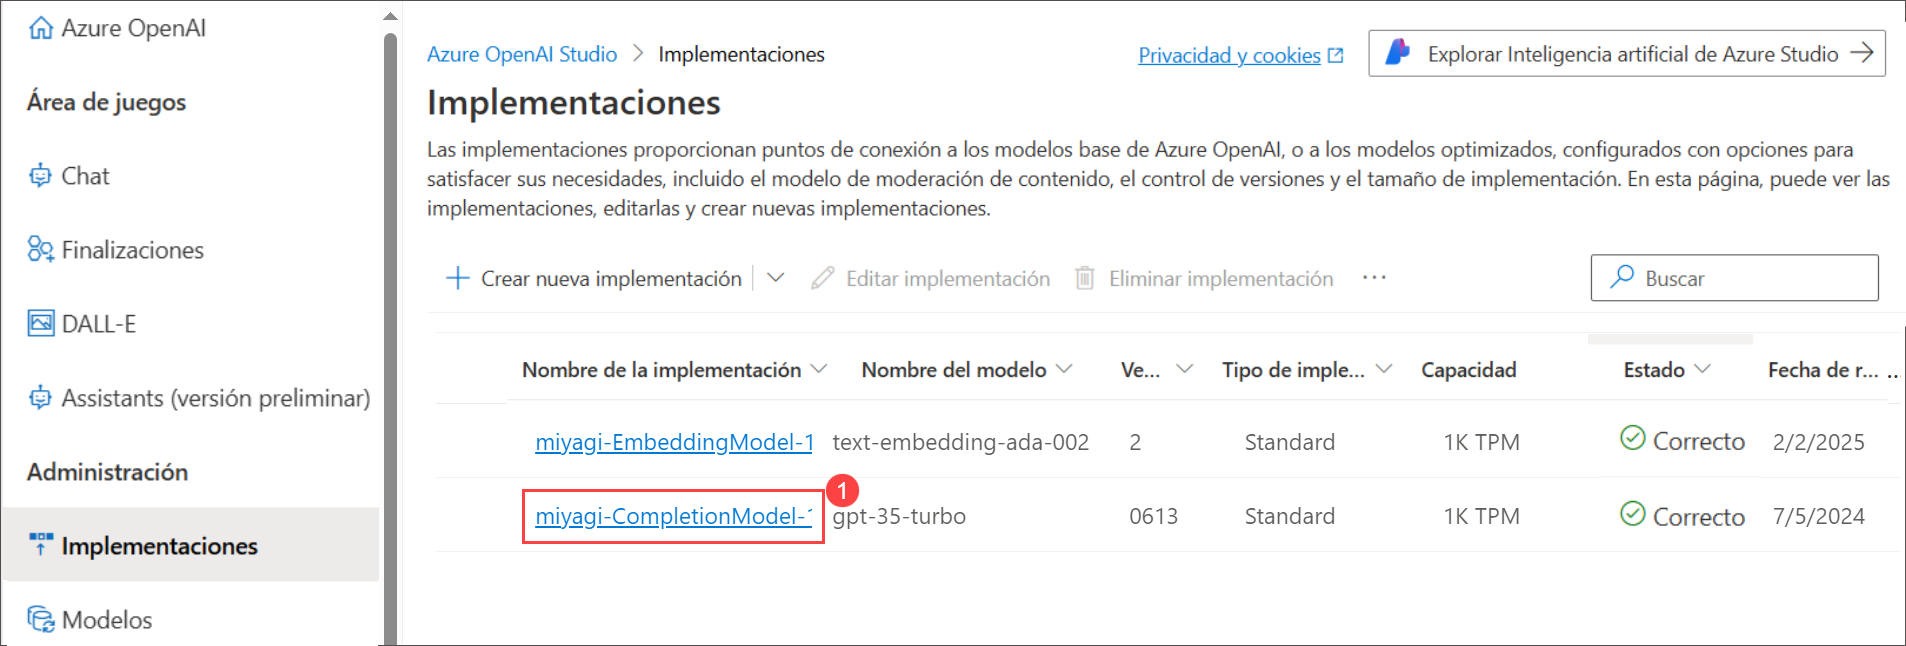 Azure OpenAI
Área de juegos
Chat
Finalizaciones
DALL-E
Assistants (versión preliminar)
Administración
Implementaciones
Modelos
Azure OpenAI Studio > Implementaciones
Privacidad y cookies
Explorar Inteligencia artificial de Azure Studio
Implementaciones
Las implementaciones proporcionan puntos de conexión a los modelos base de Azure OpenAI, o a los modelos optimizados, configurados con opciones para
satisfacer sus necesidades, incluido el modelo de moderación de contenido, el control de versiones y el tamaño de implementación. En esta página, puede ver las
implementaciones, editarlas y crear nuevas implementaciones.
Crear nueva implementación Editar implementación Eliminar implementación ... Buscar
Nombre de la implementación Nombre del modelo Ve... Tipo de imple... Capacidad Estado Fecha de r... ...
miyagi-EmbeddingModel-1 text-embedding-ada-002 2 Standard 1K TPM Correcto 2/2/2025
1
miyagi-CompletionModel-1 gpt-35-turbo 0613 Standard 1K TPM Correcto 7/5/2024